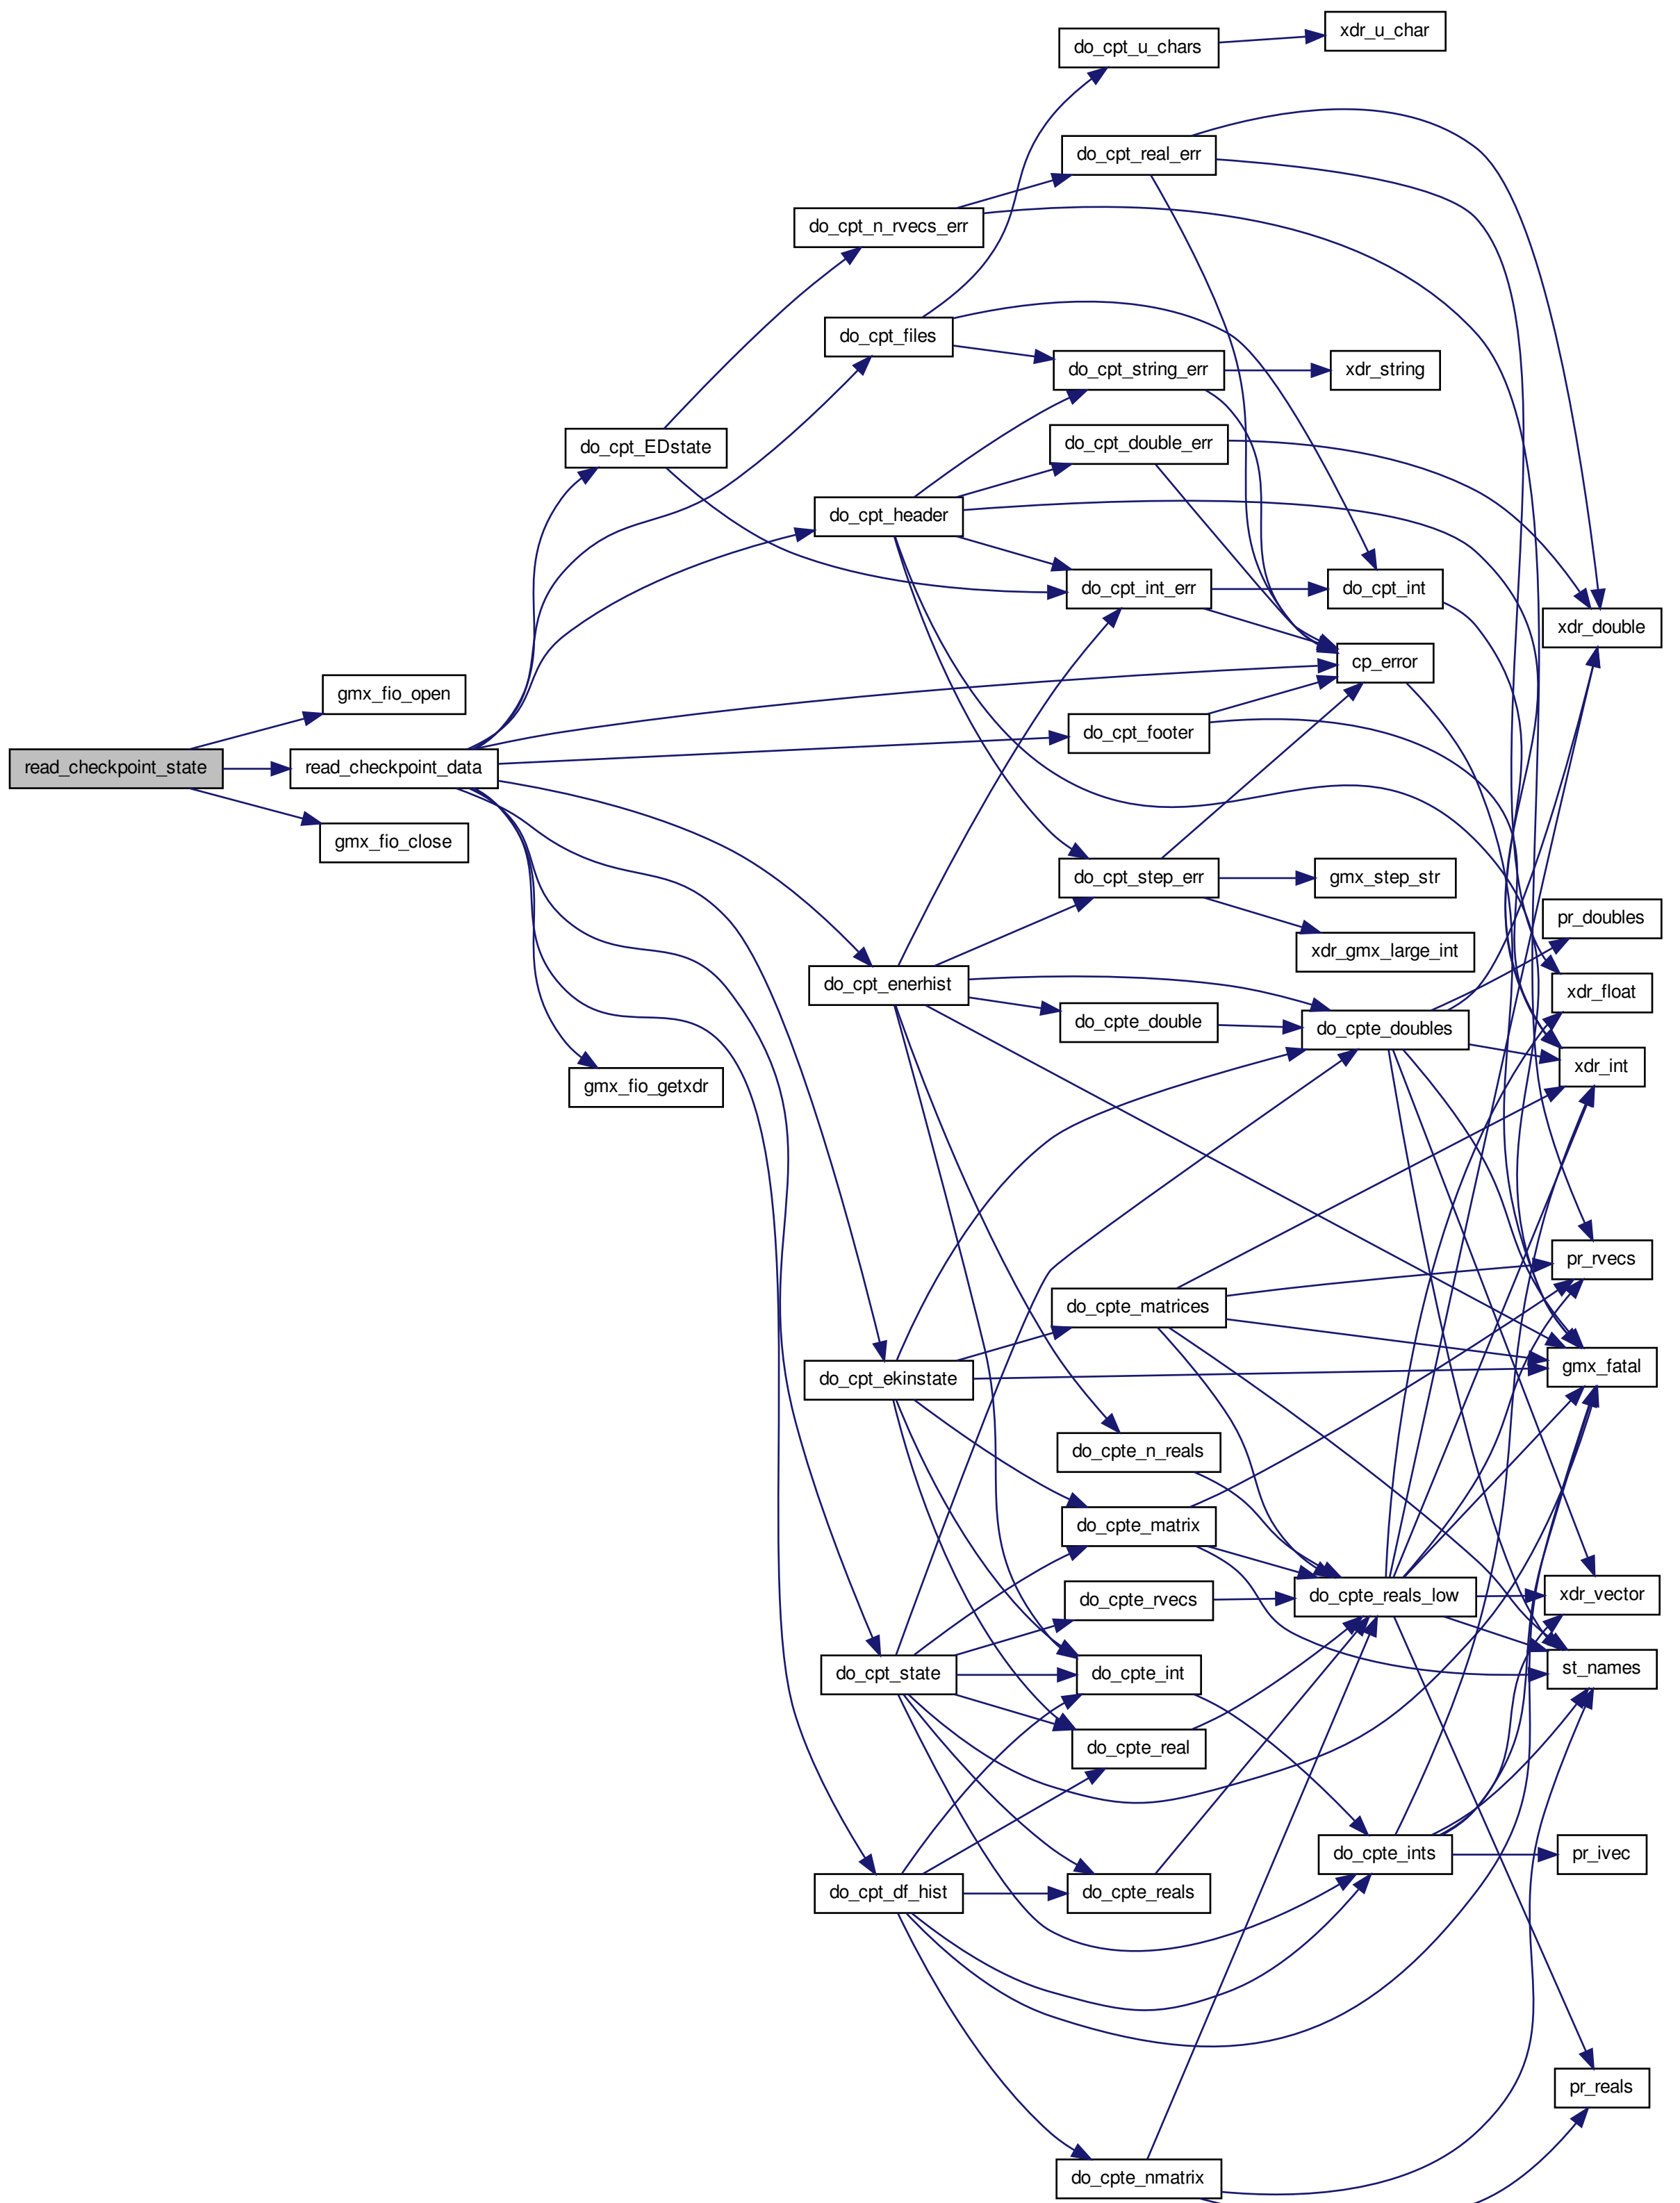 xdr_u_char
do_cpt_u_chars
do_cpt_real_err
do_cpt_n_rvecs_err
do_cpt_files
do_cpt_string_err
xdr_string
do_cpt_EDstate
do_cpt_double_err
do_cpt_header
do_cpt_int_err
do_cpt_int
xdr_double
cp_error
gmx_fio_open
do_cpt_footer
read_checkpoint_state
read_checkpoint_data
gmx_fio_close
do_cpt_step_err
gmx_step_str
pr_doubles
xdr_gmx_large_int
do_cpt_enerhist
xdr_float
do_cpte_double
do_cpte_doubles
xdr_int
gmx_fio_getxdr
pr_rvecs
do_cpte_matrices
gmx_fatal
do_cpt_ekinstate
do_cpte_n_reals
do_cpte_matrix
do_cpte_rvecs
do_cpte_reals_low
xdr_vector
do_cpt_state
do_cpte_int
st_names
do_cpte_real
do_cpte_ints
pr_ivec
do_cpt_df_hist
do_cpte_reals
pr_reals
do_cpte_nmatrix